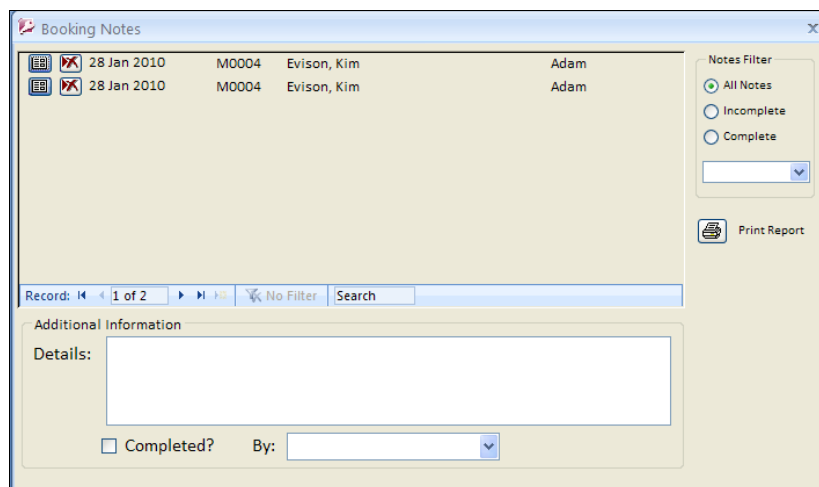 Booking Notes
28 Jan 2010 M0004 Evison, Kim Adam
28 Jan 2010 M0004 Evison, Kim Adam
Notes Filter
All Notes
Incomplete
Complete
Print Report
Record: 1 of 2 No Filter Search
Additional Information
Details:
Completed? By: